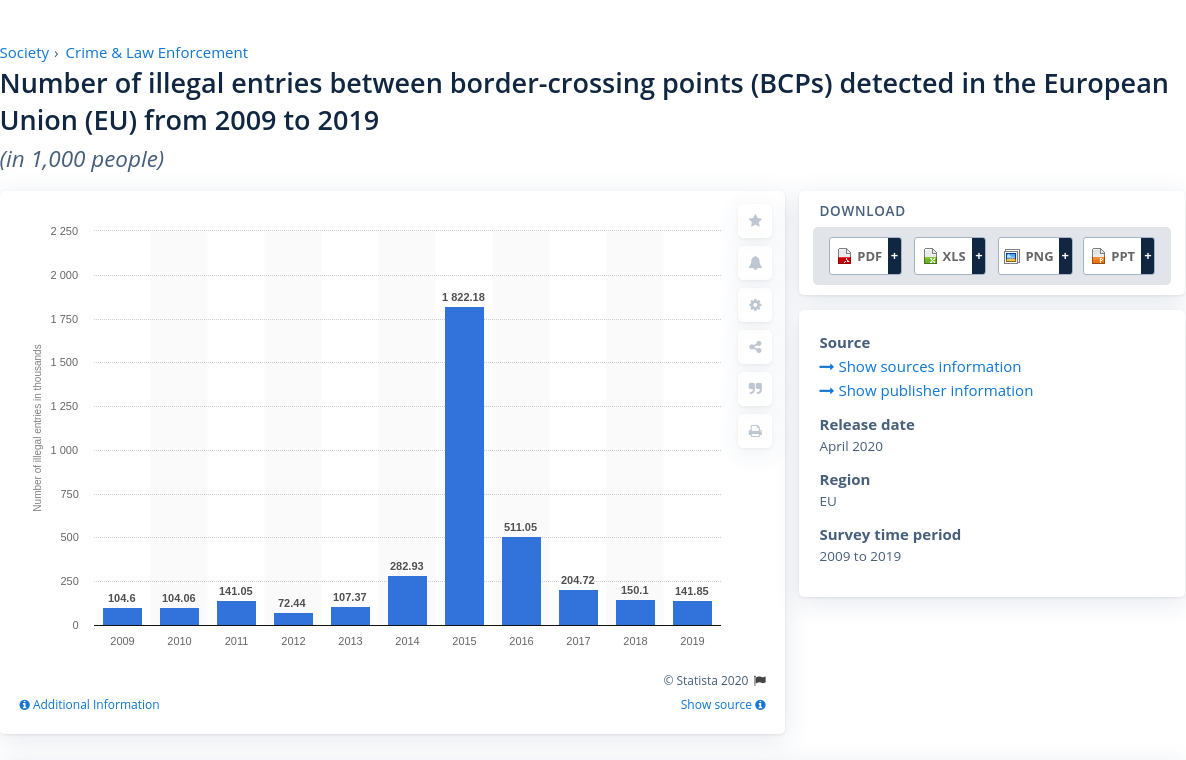 Society › Crime & Law Enforcement
Number of illegal entries between border-crossing points (BCPs) detected in the European
Union (EU) from 2009 to 2019
(in 1,000 people)
Number of illegal entries in thousands
2 250
2 000
1 750
1 500
1 250
1 000
750
500
250
0
104.6
104.06
141.05
72.44
107.37
282.93
1 822.18
511.05
204.72
150.1
141.85
2009 2010 2011 2012 2013 2014 2015 2016 2017 2018 2019
© Statista 2020
Additional Information
Show source
DOWNLOAD
PDF + XLS + PNG + PPT +
Source
Show sources information
Show publisher information
Release date
April 2020
Region
EU
Survey time period
2009 to 2019